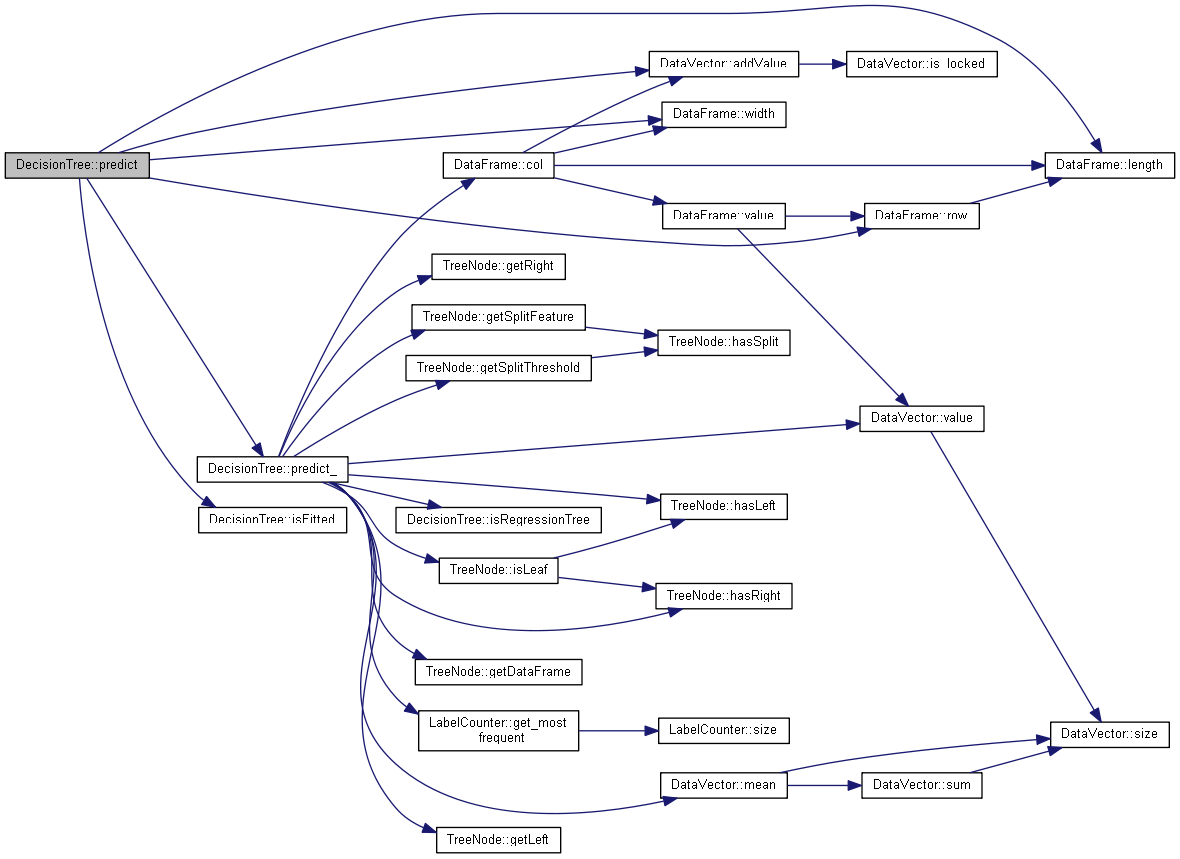 DataVector::addValue
DataVector::is_locked
DataFrame::width
DecisionTree::predict
DataFrame::col
DataFrame::length
DataFrame::value
DataFrame::row
TreeNode::getRight
TreeNode::getSplitFeature
TreeNode::hasSplit
TreeNode::getSplitThreshold
DataVector::value
DecisionTree::predict_
TreeNode::hasLeft
DecisionTree::isFitted
DecisionTree::isRegressionTree
TreeNode::isLeaf
TreeNode::hasRight
TreeNode::getDataFrame
LabelCounter::get_most
frequent
LabelCounter::size
DataVector::size
DataVector::mean
DataVector::sum
TreeNode::getLeft